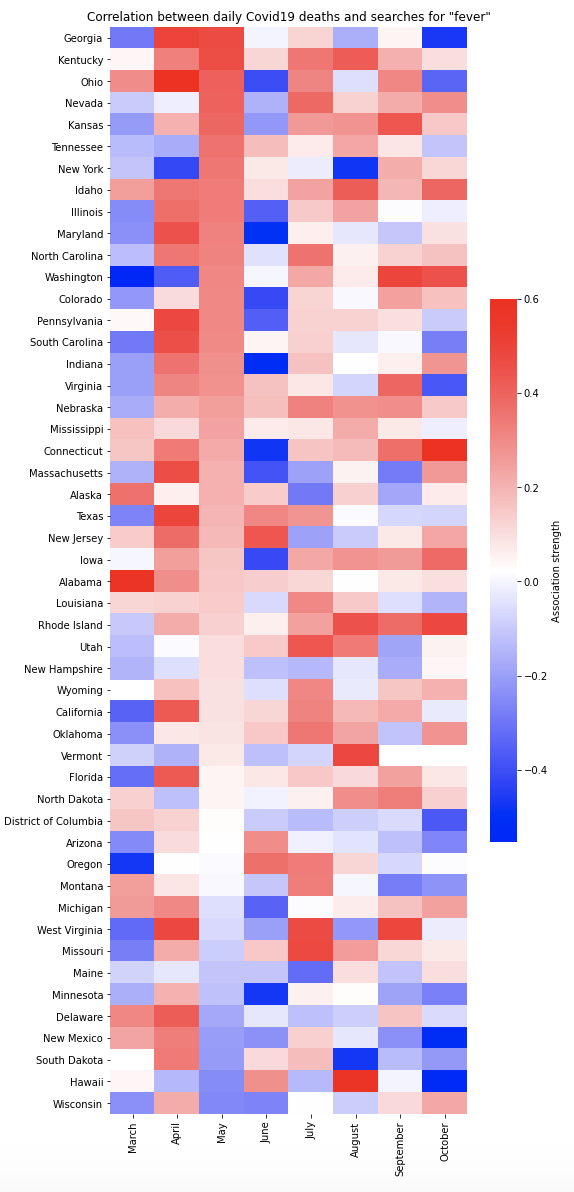 Correlation between daily Covid19 deaths and searches for "fever"
Georgia
Kentucky
Ohio
Nevada
Kansas
Tennessee
New York
Idaho
Illinois
Maryland
North Carolina
Washington
Colorado
Pennsylvania
South Carolina
Indiana
Virginia
Nebraska
Mississippi
Connecticut
Massachusetts
Alaska
Texas
New Jersey
Iowa
Alabama
Louisiana
Rhode Island
Utah
New Hampshire
Wyoming
California
Oklahoma
Vermont
Florida
North Dakota
District of Columbia
Arizona
Oregon
Montana
Michigan
West Virginia
Missouri
Maine
Minnesota
Delaware
New Mexico
South Dakota
Hawaii
Wisconsin
March
April
May
June
July
August
September
October
0.6
0.4
0.2
0.0
−0.2
−0.4
Association strength